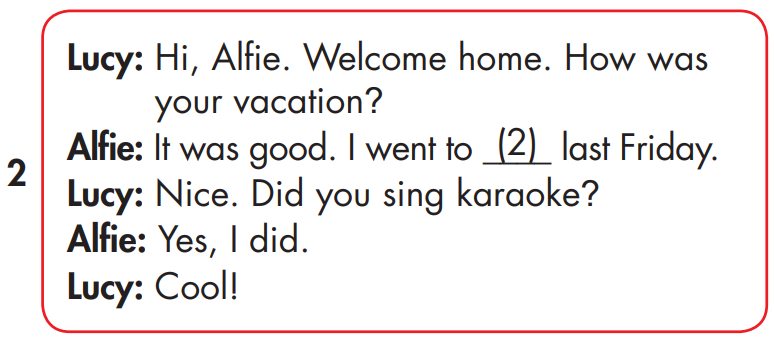 Lucy: Hi, Alfie. Welcome home. How was
your vacation?
Alfie: It was good. I went to (2) last Friday.
2
Lucy: Nice. Did you sing karaoke?
Alfie: Yes, I did.
Lucy: Cool!